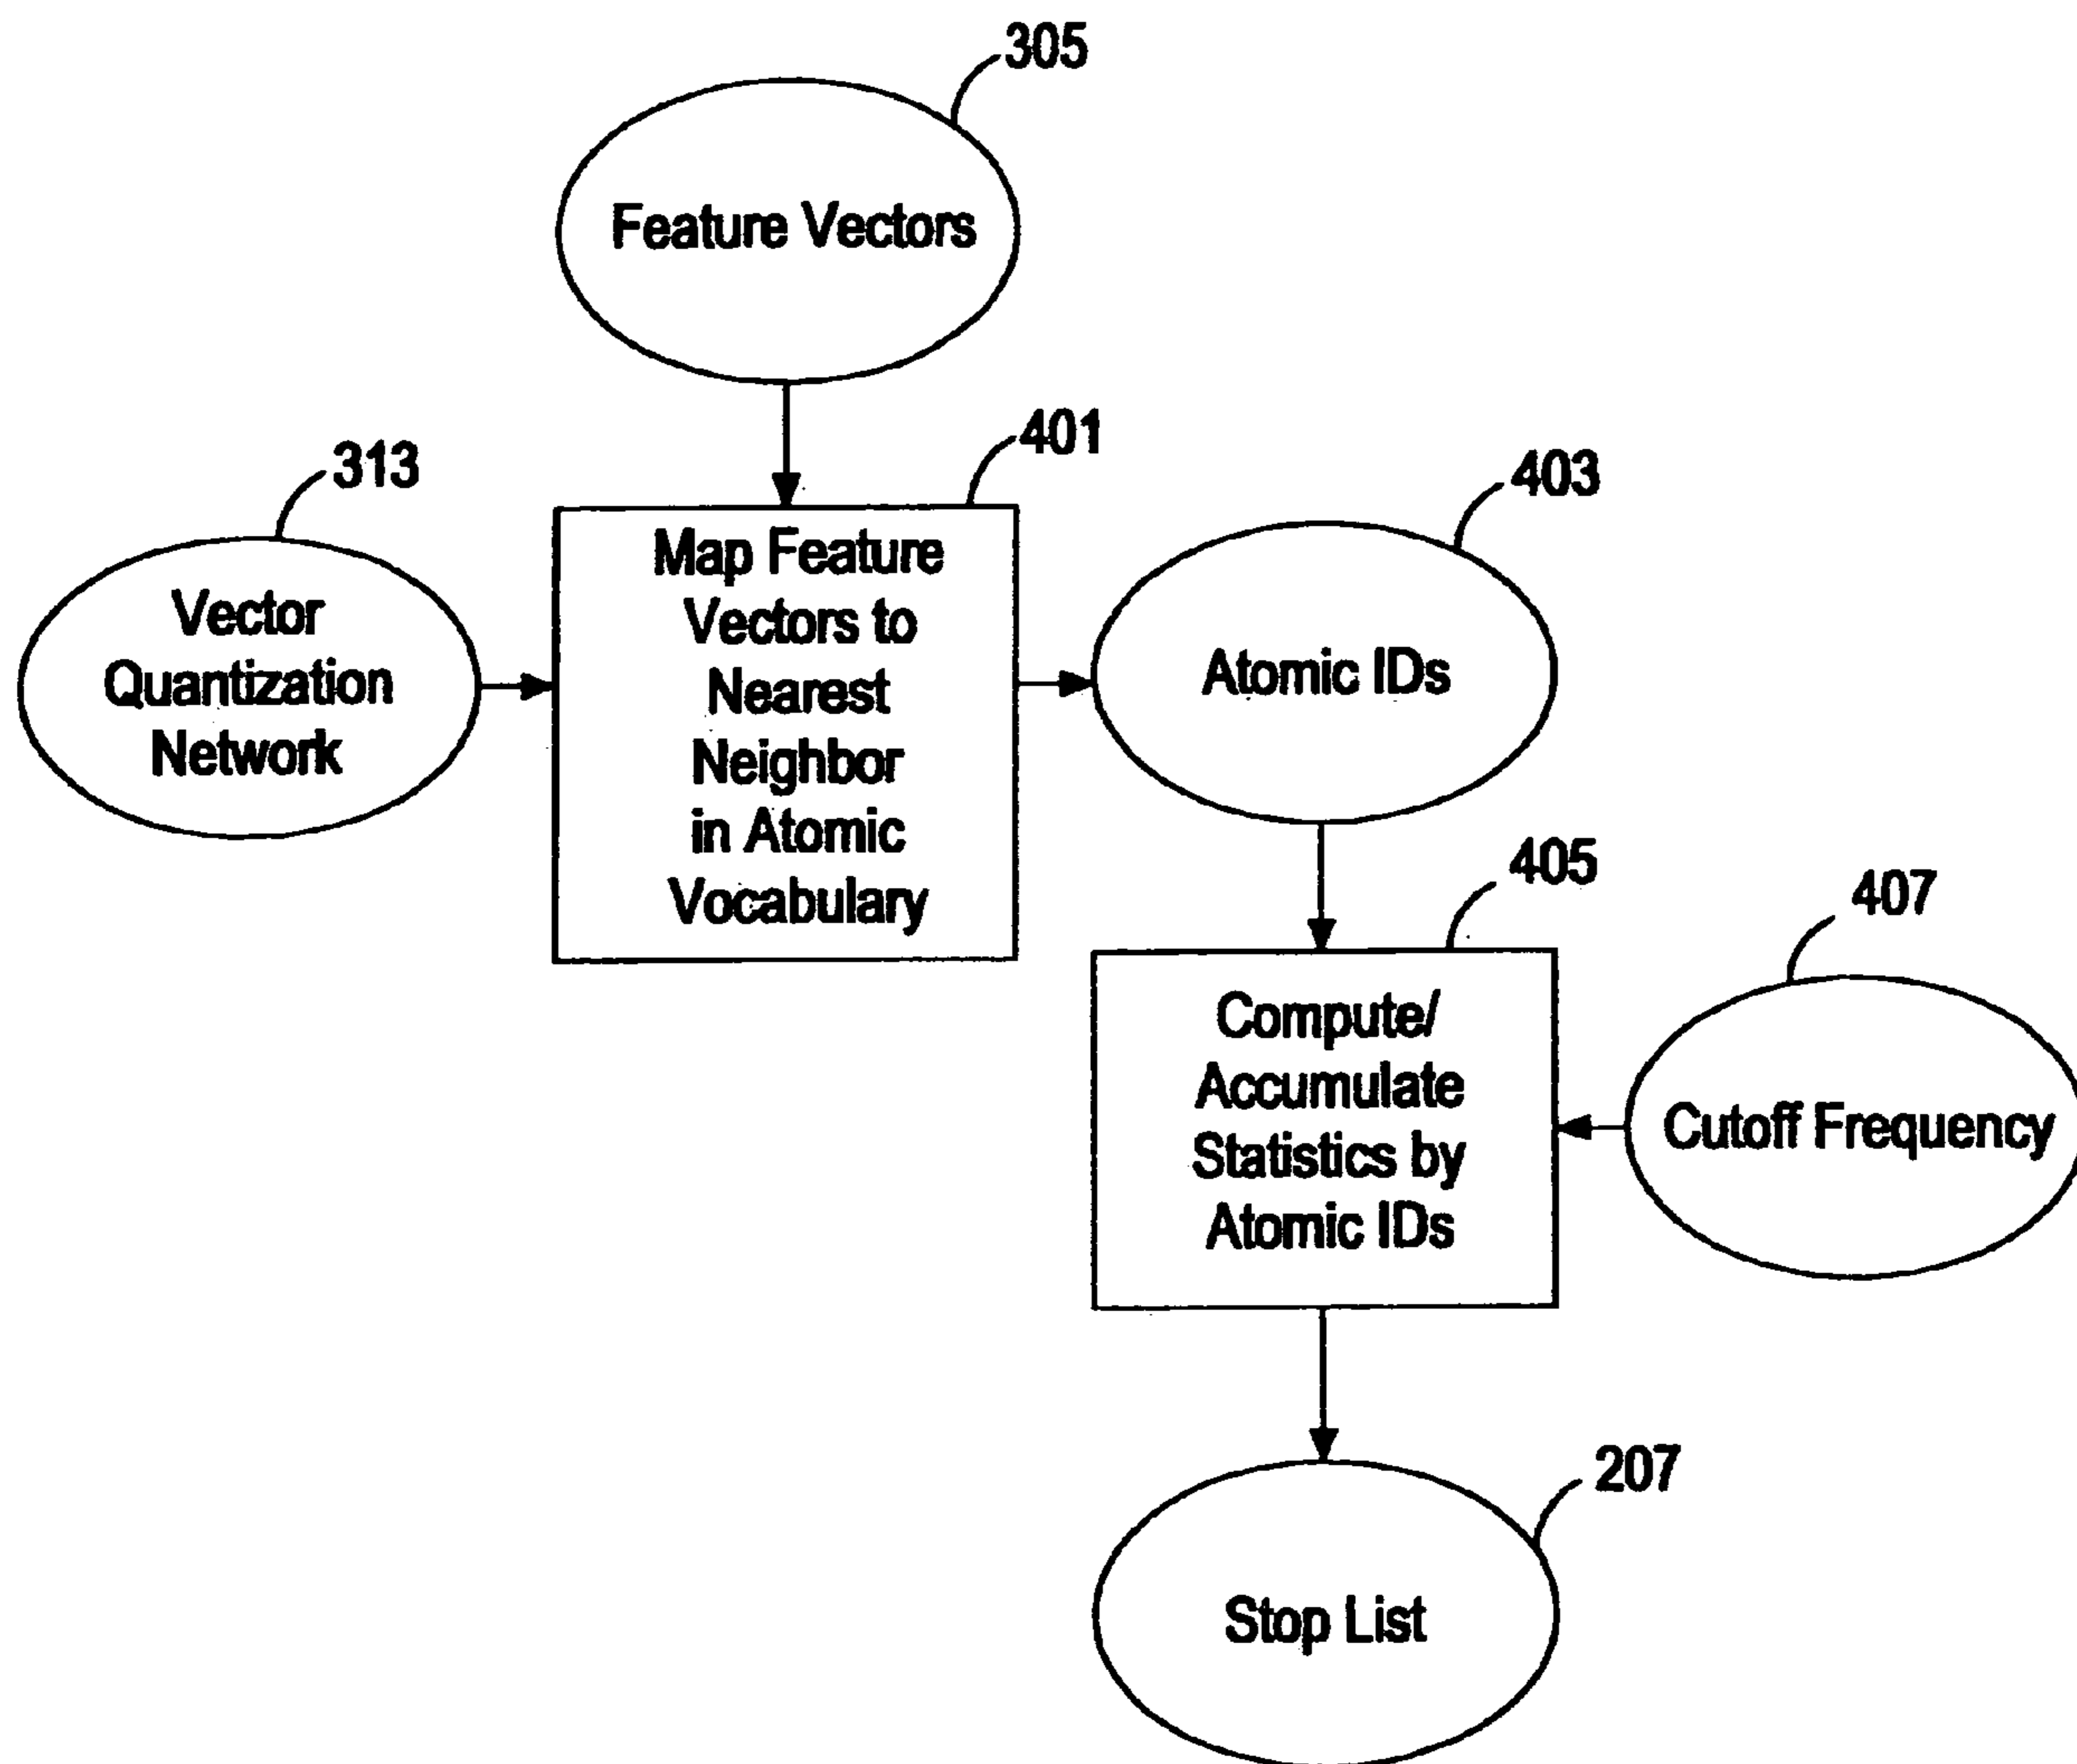 305
Feature Vectors
313
401
403
Vector
Quantization
Network
Map Feature
Vectors to
Nearest
Neighbor
in Atomic
Vocabulary
Atomic IDs
405
407
Compute/
Accumulate
Statistics by
Atomic IDs
Cutoff Frequency
207
Stop List